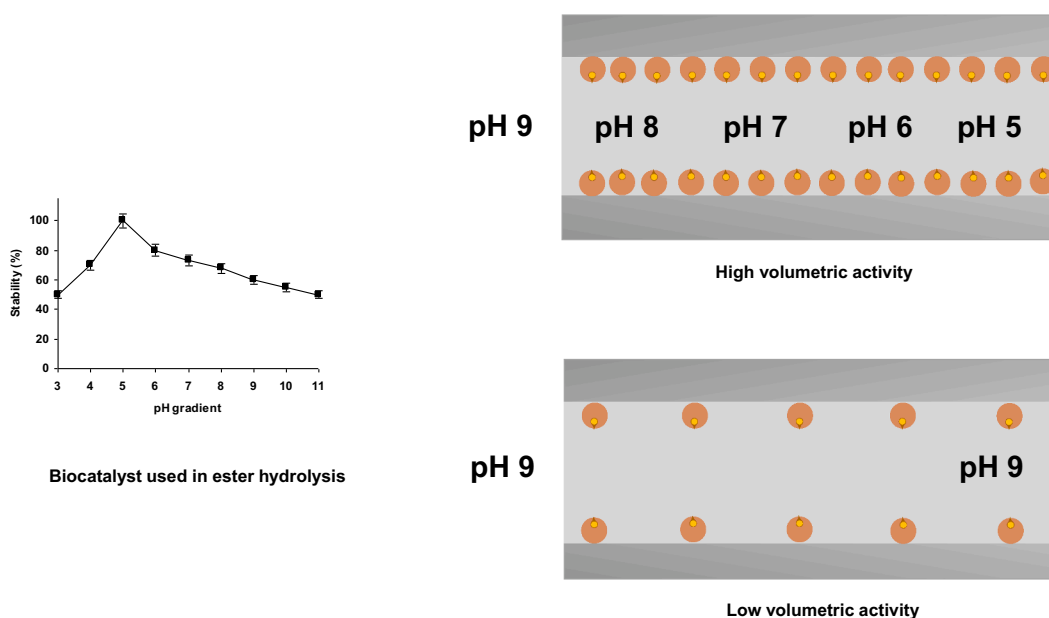 pH 9
pH 8
pH 7
pH 6
pH 5
High volumetric activity
Stability (%)
100
80
60
40
20
0
3 4 5 6 7 8 9 10 11
pH gradient
Biocatalyst used in ester hydrolysis
pH 9
pH 9
Low volumetric activity